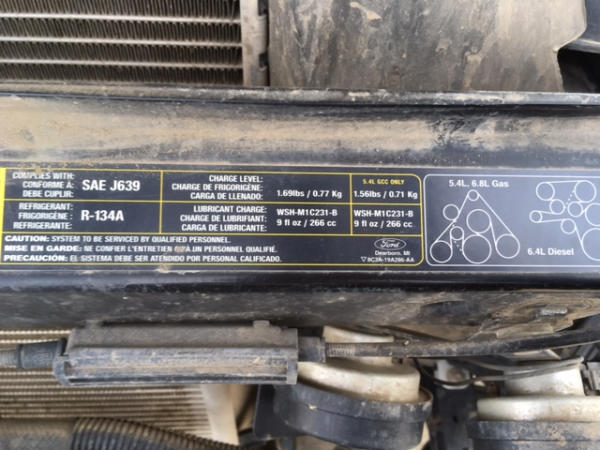 COMPLIES WITH:
CONFORME À:
DEBE CUPLIR:
SAE J639
CHARGE LEVEL:
CHARGE DE FRIGORIGÈNE:
CARGA DE LLENADO:
1.69lbs / 0.77 Kg
5.4L GCC ONLY
1.56lbs / 0.71 Kg
REFRIGERANT:
FRIGORIGÈNE:
REFRIGERANTE:
R-134A
LUBRICANT CHARGE:
CHARGE DE LUBRIFIANT:
CARGA DE LUBRICANTE:
WSH-M1C231-B
9 fl oz / 266 cc
WSH-M1C231-B
9 fl oz / 266 cc
CAUTION: SYSTEM TO BE SERVICED BY QUALIFIED PERSONNEL.
MISE EN GARDE: NE CONFIER L'ENTRETIEN QU'A UN PERSONNEL QUALIFIÉ.
PRECAUCIÓN: EL SISTEMA DEBE SER ATENDIDO POR PERSONAL CALIFICADO.
Ford
Dearborn, MI
8C3A-19A286-AA
5.4L, 6.8L Gas
6.4L Diesel